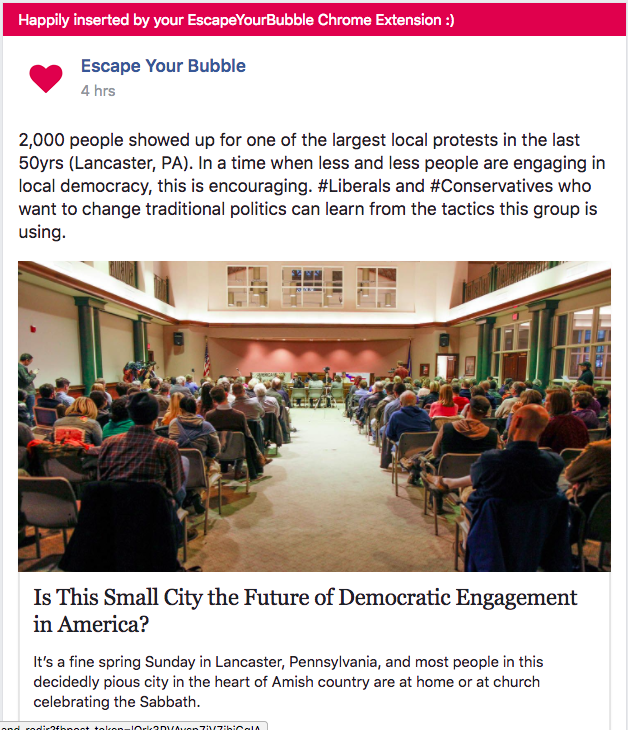 Happily inserted by your EscapeYourBubble Chrome Extension :)
Escape Your Bubble
4 hrs
2,000 people showed up for one of the largest local protests in the last
50yrs (Lancaster, PA). In a time when less and less people are engaging in
local democracy, this is encouraging. #Liberals and #Conservatives who
want to change traditional politics can learn from the tactics this group is
using.
Is This Small City the Future of Democratic Engagement
in America?
It's a fine spring Sunday in Lancaster, Pennsylvania, and most people in this
decidedly pious city in the heart of Amish country are at home or at church
celebrating the Sabbath.